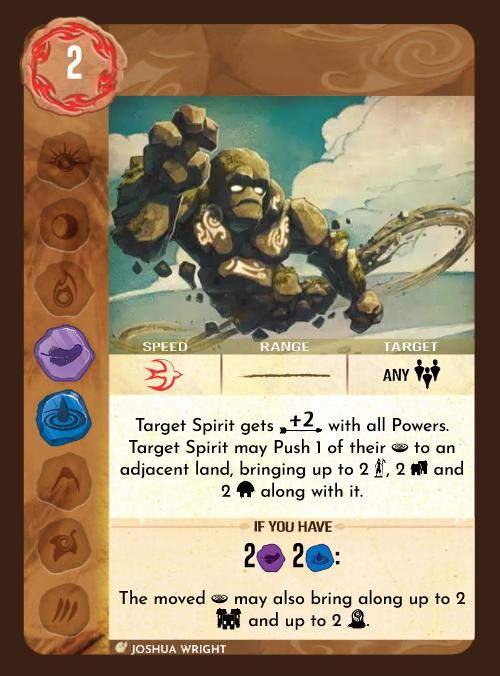 2
SPEED RANGE TARGET
ANY
Target Spirit gets +2 with all Powers.
Target Spirit may Push 1 of their to an
adjacent land, bringing up to 2 , 2 and
2 along with it.
IF YOU HAVE
2 2 :
The moved may also bring along up to 2
and up to 2 .
JOSHUA WRIGHT